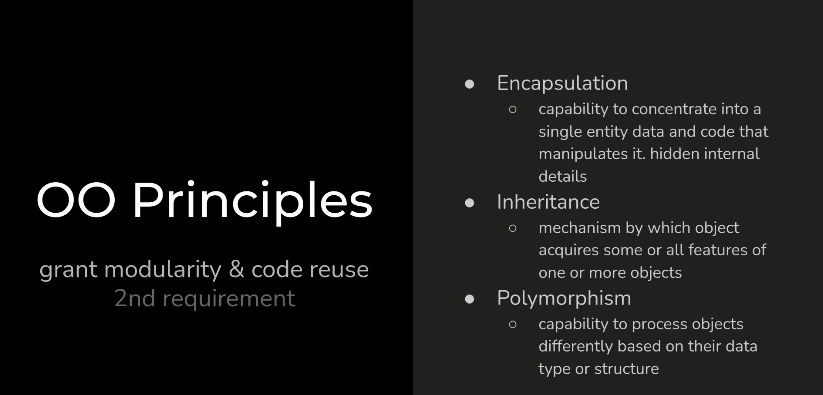 OO Principles
grant modularity & code reuse
2nd requirement
● Encapsulation
○ capability to concentrate into a
single entity data and code that
manipulates it. hidden internal
details
● Inheritance
○ mechanism by which object
acquires some or all features of
one or more objects
● Polymorphism
○ capability to process objects
differently based on their data
type or structure